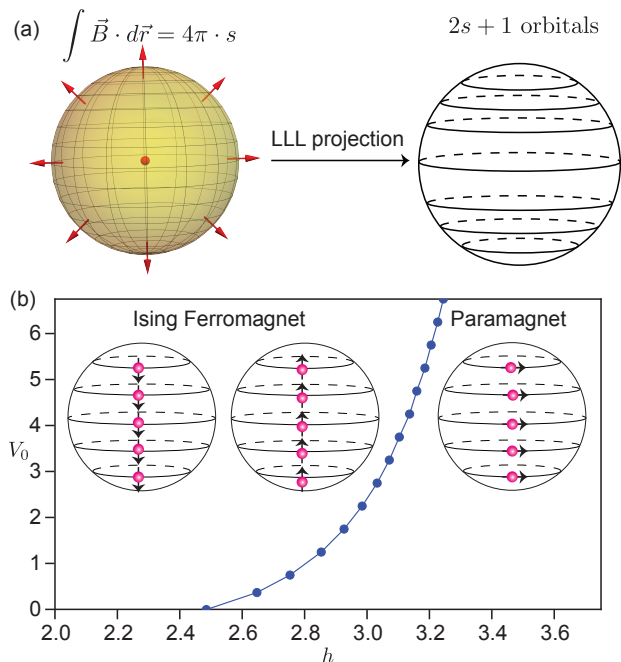 (a)
∫ B⃗ · dr⃗ = 4π · s
2s + 1 orbitals
LLL projection
(b)
Ising Ferromagnet
Paramagnet
6
5
4
V₀
3
2
1
0
2.0 2.2 2.4 2.6 2.8 3.0 3.2 3.4 3.6
h